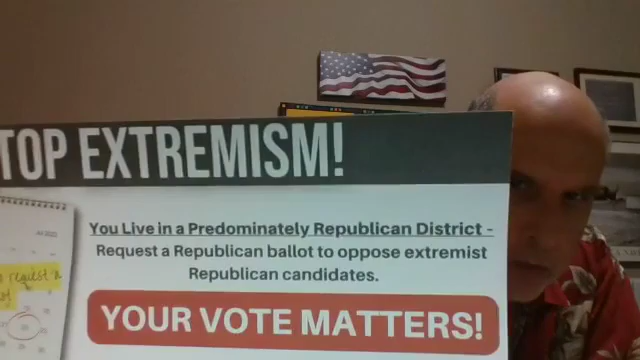 TOP EXTREMISM!
You Live in a Predominately Republican District -
Request a Republican ballot to oppose extremist
Republican candidates.
request a
YOUR VOTE MATTERS!